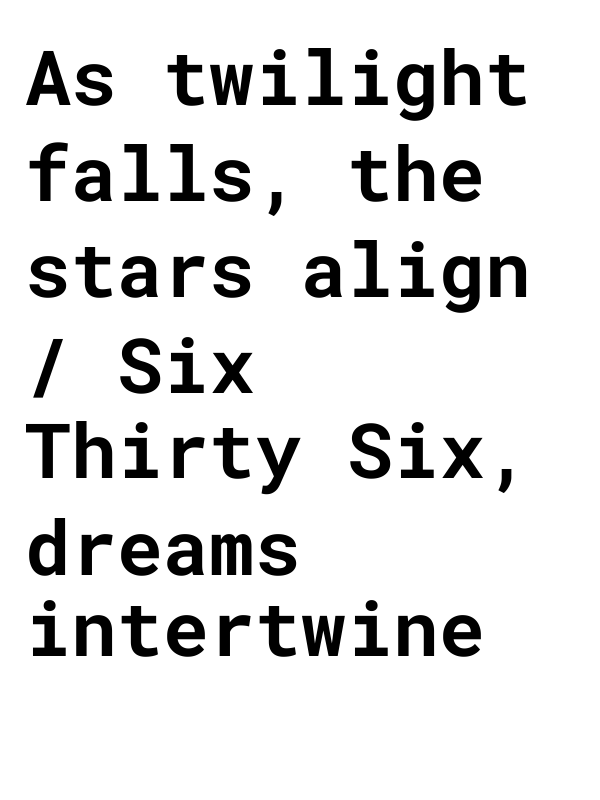 As twilight
falls, the
stars align
/ Six
Thirty Six,
dreams
intertwine